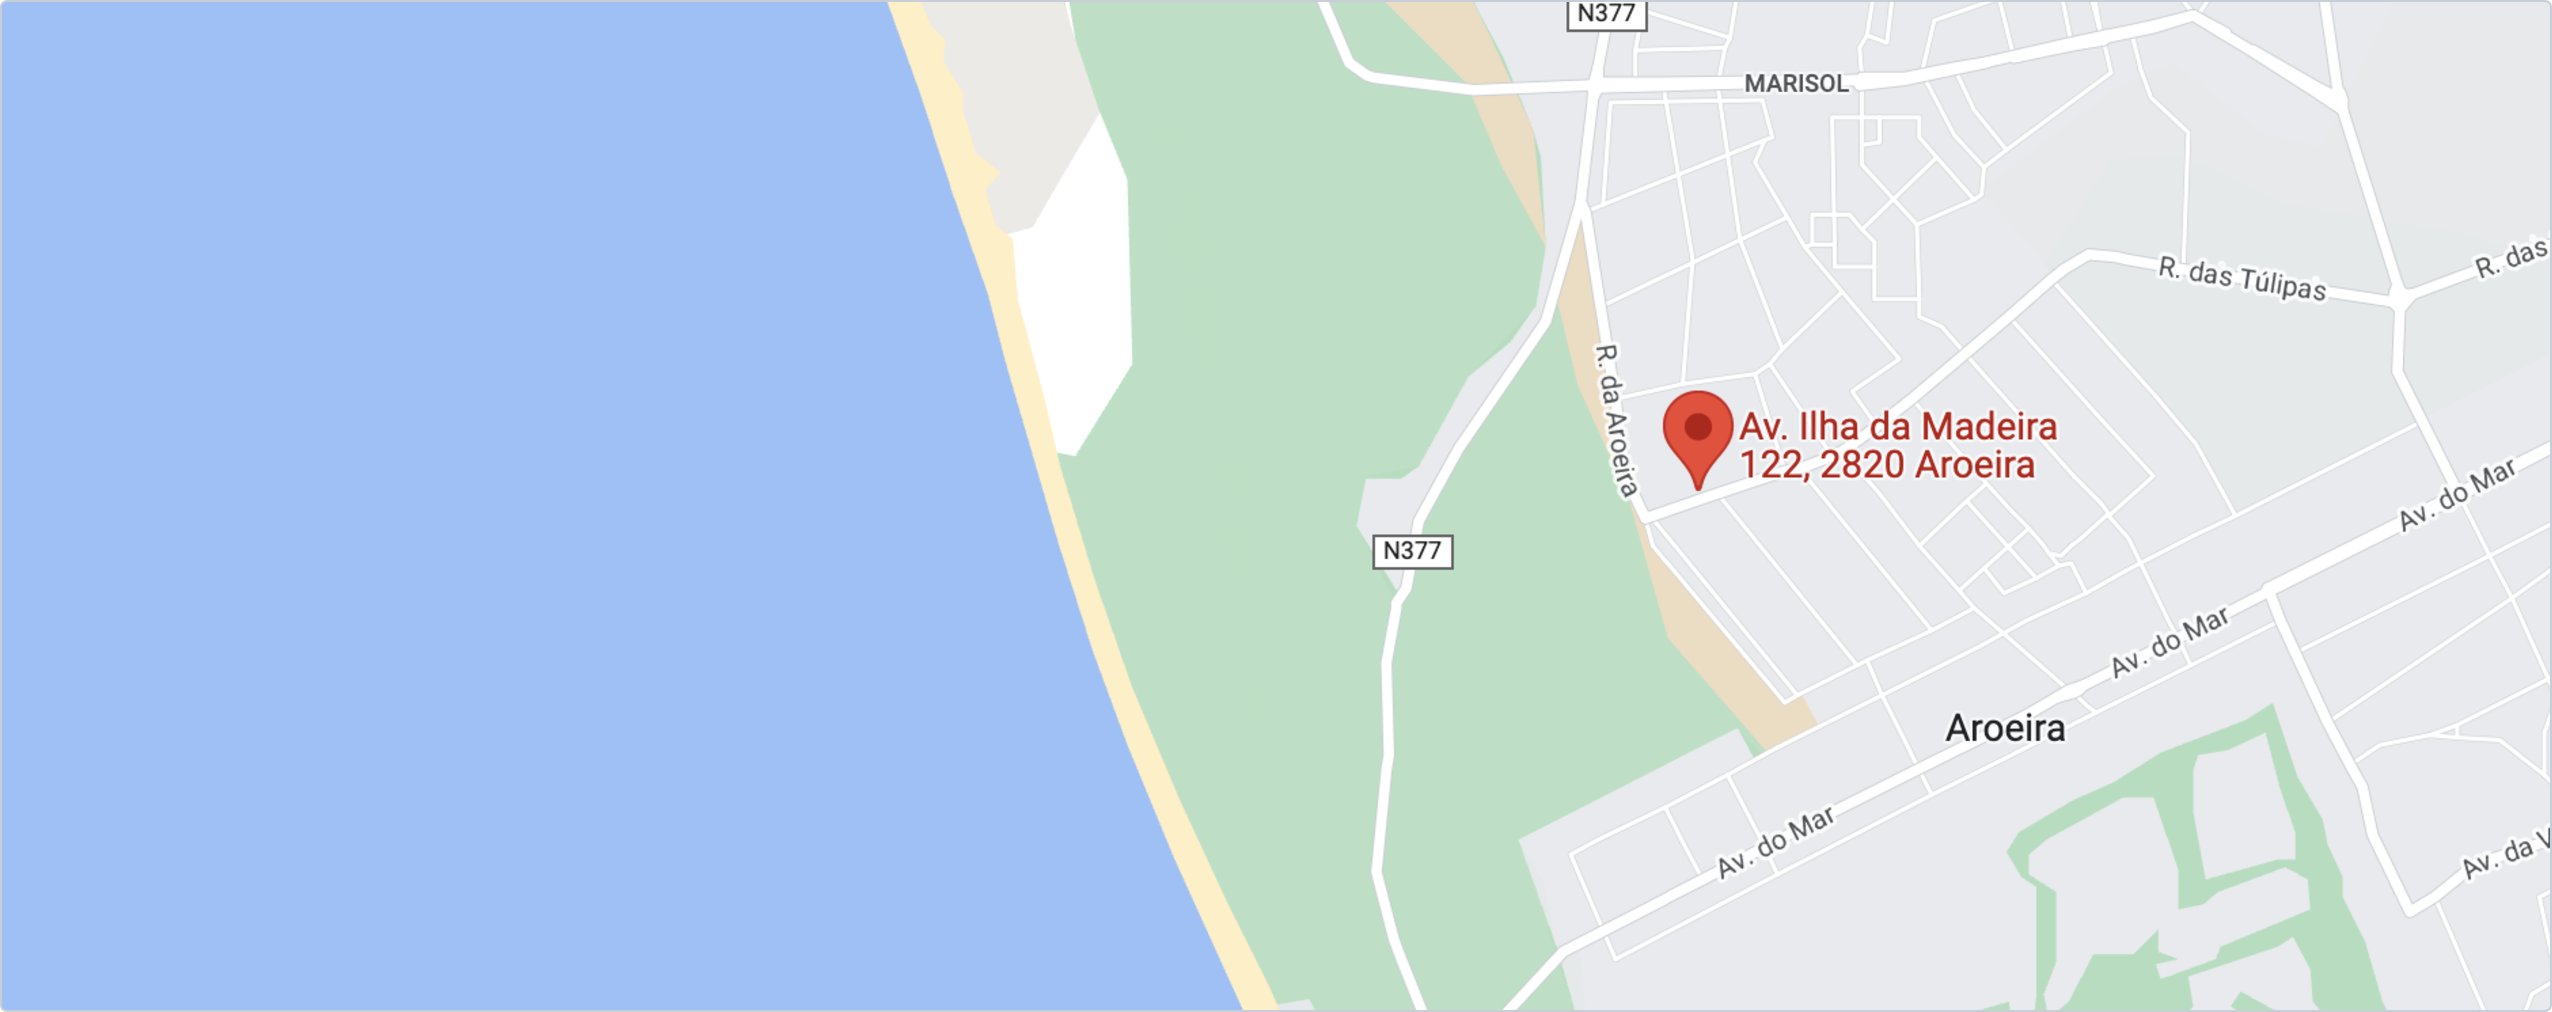 N377
MARISOL
R. das Túlipas
R. das
R. da Aroeira
Av. Ilha da Madeira
122, 2820 Aroeira
Av. do Mar
N377
Av. do Mar
Aroeira
Av. do Mar
Av. da V